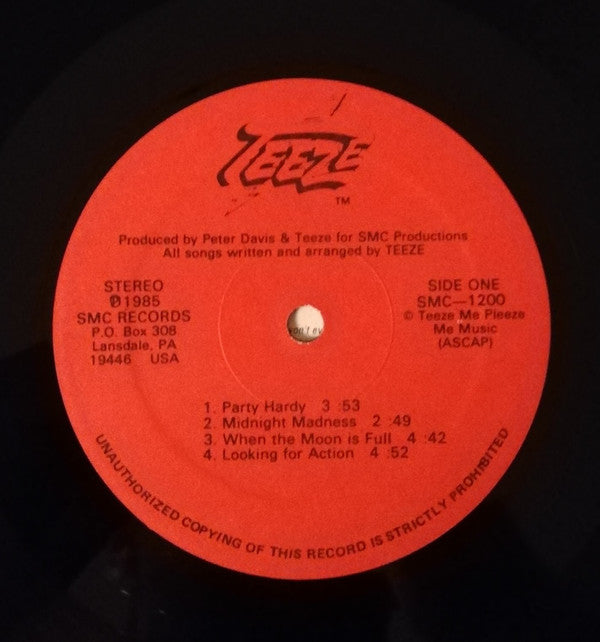 TEEZE
TM
Produced by Peter Davis & Teeze for SMC Productions
All songs written and arranged by TEEZE
STEREO
℗1985
SMC RECORDS
P.O. Box 308
Lansdale, PA
19446 USA
SIDE ONE
SMC—1200
© Teeze Me Pleeze
Me Music
(ASCAP)
1. Party Hardy 3 :53
2. Midnight Madness 2 :49
3. When the Moon is Full 4 :42
4. Looking for Action 4 :52
UNAUTHORIZED COPYING OF THIS RECORD IS STRICTLY PROHIBITED